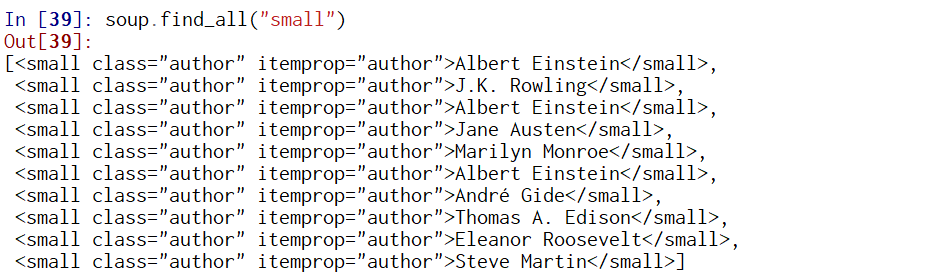 In [39]: soup.find_all("small")
Out[39]:
[<small class="author" itemprop="author">Albert Einstein</small>,
 <small class="author" itemprop="author">J.K. Rowling</small>,
 <small class="author" itemprop="author">Albert Einstein</small>,
 <small class="author" itemprop="author">Jane Austen</small>,
 <small class="author" itemprop="author">Marilyn Monroe</small>,
 <small class="author" itemprop="author">Albert Einstein</small>,
 <small class="author" itemprop="author">André Gide</small>,
 <small class="author" itemprop="author">Thomas A. Edison</small>,
 <small class="author" itemprop="author">Eleanor Roosevelt</small>,
 <small class="author" itemprop="author">Steve Martin</small>]